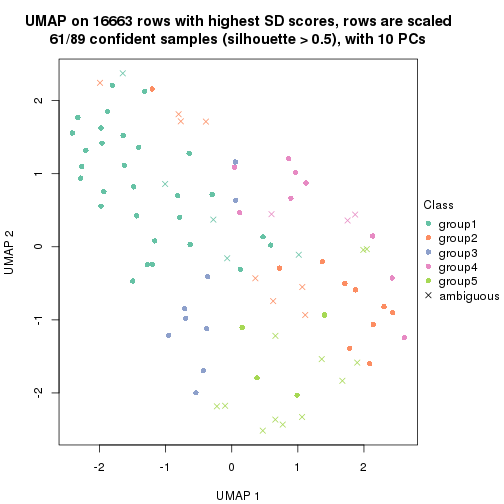 UMAP on 16663 rows with highest SD scores, rows are scaled
61/89 confident samples (silhouette > 0.5), with 10 PCs
UMAP 2
2
1
0
-1
-2
-2
-1
0
1
2
UMAP 1
Class
group1
group2
group3
group4
group5
ambiguous